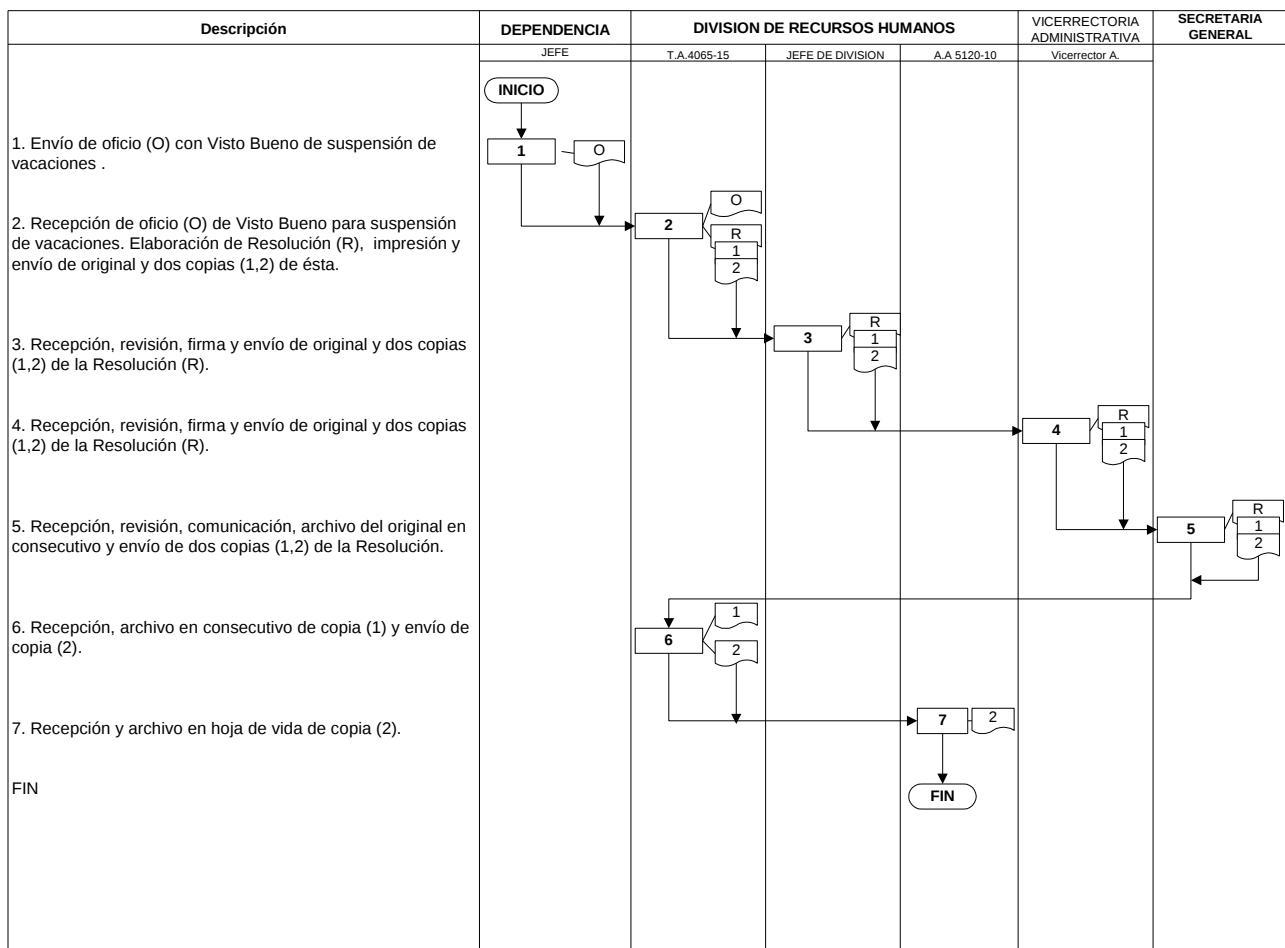 Descripción
DEPENDENCIA
DIVISION DE RECURSOS HUMANOS
VICERRECTORIA
ADMINISTRATIVA
SECRETARIA
GENERAL
JEFE
T.A.4065-15
JEFE DE DIVISION
A.A 5120-10
Vicerrector A.
INICIO
1. Envío de oficio (O) con Visto Bueno de suspensión de
vacaciones .
1
O
2. Recepción de oficio (O) de Visto Bueno para suspensión
de vacaciones. Elaboración de Resolución (R),  impresión y
envío de original y dos copias (1,2) de ésta.
2
O
R
1
2
3. Recepción, revisión, firma y envío de original y dos copias
(1,2) de la Resolución (R).
3
R
1
2
4. Recepción, revisión, firma y envío de original y dos copias
(1,2) de la Resolución (R).
4
R
1
2
5. Recepción, revisión, comunicación, archivo del original en
consecutivo y envío de dos copias (1,2) de la Resolución.
5
R
1
2
6. Recepción, archivo en consecutivo de copia (1) y envío de
copia (2).
6
1
2
7. Recepción y archivo en hoja de vida de copia (2).
7
2
FIN
FIN